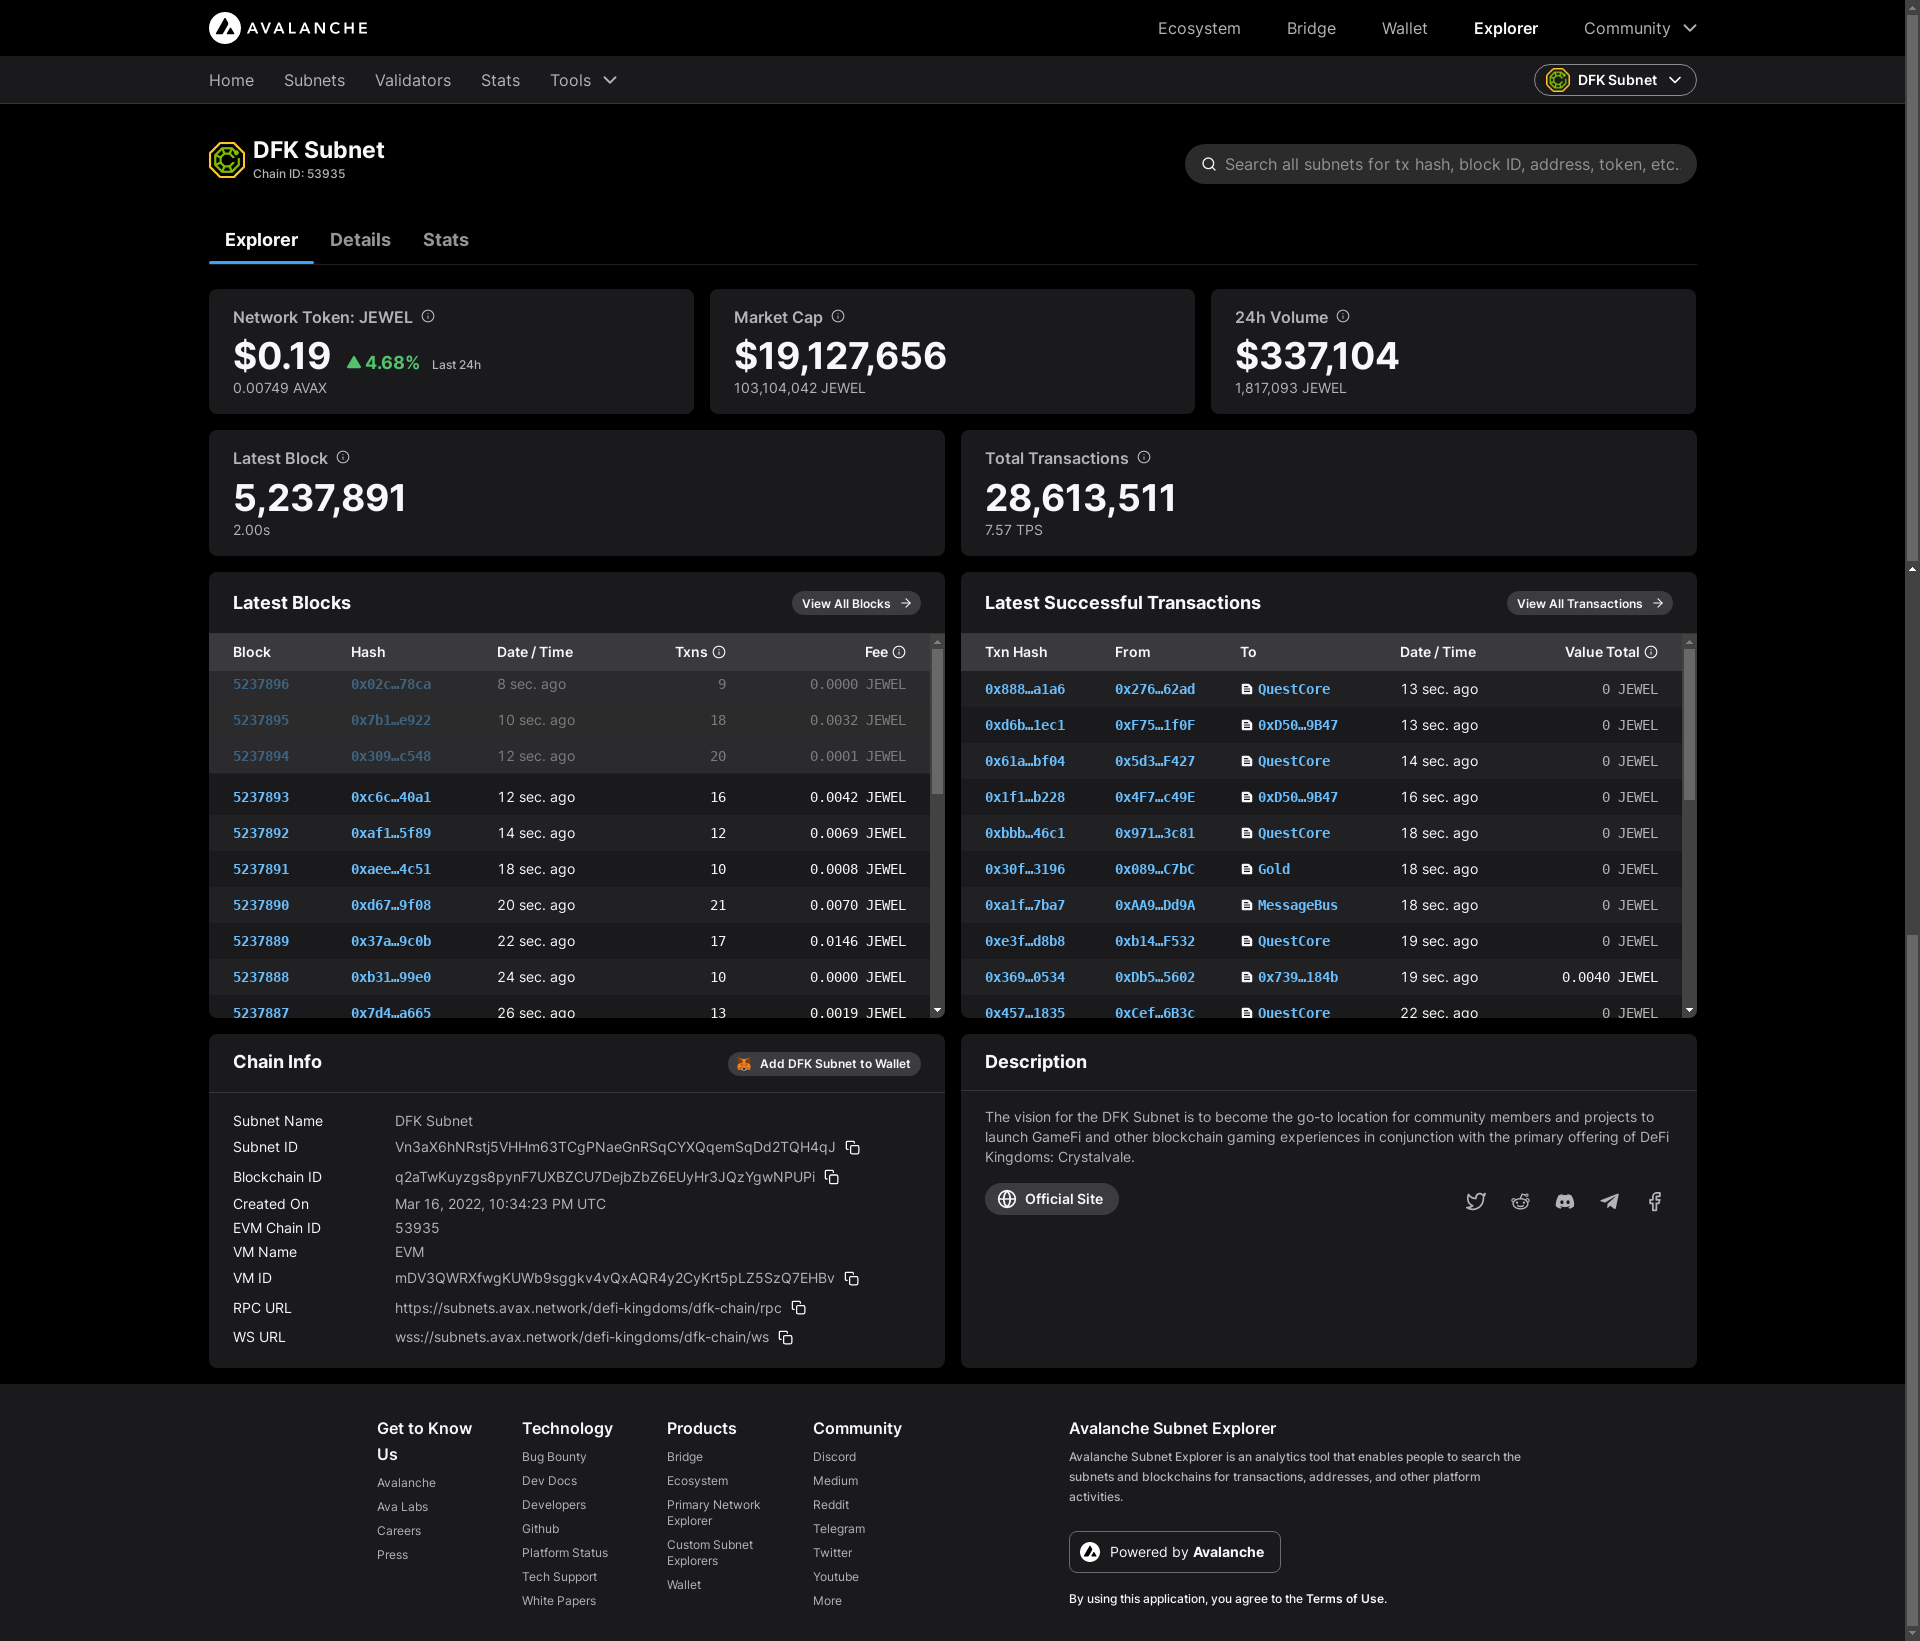 AVALANCHE
Ecosystem Bridge Wallet Explorer Community
Home Subnets Validators Stats Tools DFK Subnet
DFK Subnet
Chain ID: 53935
Search all subnets for tx hash, block ID, address, token, etc.
Explorer Details Stats
Network Token: JEWEL
$0.19 4.68% Last 24h
0.00749 AVAX
Market Cap
$19,127,656
103,104,042 JEWEL
24h Volume
$337,104
1,817,093 JEWEL
Latest Block
5,237,891
2.00s
Total Transactions
28,613,511
7.57 TPS
Latest Blocks View All Blocks
Block Hash Date / Time Txns Fee
5237896 0x02c…78ca 8 sec. ago 9 0.0000 JEWEL
5237895 0x7b1…e922 10 sec. ago 18 0.0032 JEWEL
5237894 0x309…c548 12 sec. ago 20 0.0001 JEWEL
5237893 0xc6c…40a1 12 sec. ago 16 0.0042 JEWEL
5237892 0xaf1…5f89 14 sec. ago 12 0.0069 JEWEL
5237891 0xaee…4c51 18 sec. ago 10 0.0008 JEWEL
5237890 0xd67…9f08 20 sec. ago 21 0.0070 JEWEL
5237889 0x37a…9c0b 22 sec. ago 17 0.0146 JEWEL
5237888 0xb31…99e0 24 sec. ago 10 0.0000 JEWEL
5237887 0x7d4…a665 26 sec. ago 13 0.0019 JEWEL
Latest Successful Transactions View All Transactions
Txn Hash From To Date / Time Value Total
0x888…a1a6 0x276…62ad QuestCore 13 sec. ago 0 JEWEL
0xd6b…1ec1 0xF75…1f0F 0xD50…9B47 13 sec. ago 0 JEWEL
0x61a…bf04 0x5d3…F427 QuestCore 14 sec. ago 0 JEWEL
0x1f1…b228 0x4F7…c49E 0xD50…9B47 16 sec. ago 0 JEWEL
0xbbb…46c1 0x971…3c81 QuestCore 18 sec. ago 0 JEWEL
0x30f…3196 0x089…C7bC Gold 18 sec. ago 0 JEWEL
0xa1f…7ba7 0xAA9…Dd9A MessageBus 18 sec. ago 0 JEWEL
0xe3f…d8b8 0xb14…F532 QuestCore 19 sec. ago 0 JEWEL
0x369…0534 0xDb5…5602 0x739…184b 19 sec. ago 0.0040 JEWEL
0x457…1835 0xCef…6B3c QuestCore 22 sec. ago 0 JEWEL
Chain Info Add DFK Subnet to Wallet
Subnet Name DFK Subnet
Subnet ID Vn3aX6hNRstj5VHHm63TCgPNaeGnRSqCYXQqemSqDd2TQH4qJ
Blockchain ID q2aTwKuyzgs8pynF7UXBZCU7DejbZbZ6EUyHr3JQzYgwNPUPi
Created On Mar 16, 2022, 10:34:23 PM UTC
EVM Chain ID 53935
VM Name EVM
VM ID mDV3QWRXfwgKUWb9sggkv4vQxAQR4y2CyKrt5pLZ5SzQ7EHBv
RPC URL https://subnets.avax.network/defi-kingdoms/dfk-chain/rpc
WS URL wss://subnets.avax.network/defi-kingdoms/dfk-chain/ws
Description
The vision for the DFK Subnet is to become the go-to location for community members and projects to
launch GameFi and other blockchain gaming experiences in conjunction with the primary offering of DeFi
Kingdoms: Crystalvale.
Official Site
Get to Know
Us
Avalanche
Ava Labs
Careers
Press
Technology
Bug Bounty
Dev Docs
Developers
Github
Platform Status
Tech Support
White Papers
Products
Bridge
Ecosystem
Primary Network
Explorer
Custom Subnet
Explorers
Wallet
Community
Discord
Medium
Reddit
Telegram
Twitter
Youtube
More
Avalanche Subnet Explorer
Avalanche Subnet Explorer is an analytics tool that enables people to search the
subnets and blockchains for transactions, addresses, and other platform
activities.
Powered by Avalanche
By using this application, you agree to the Terms of Use.